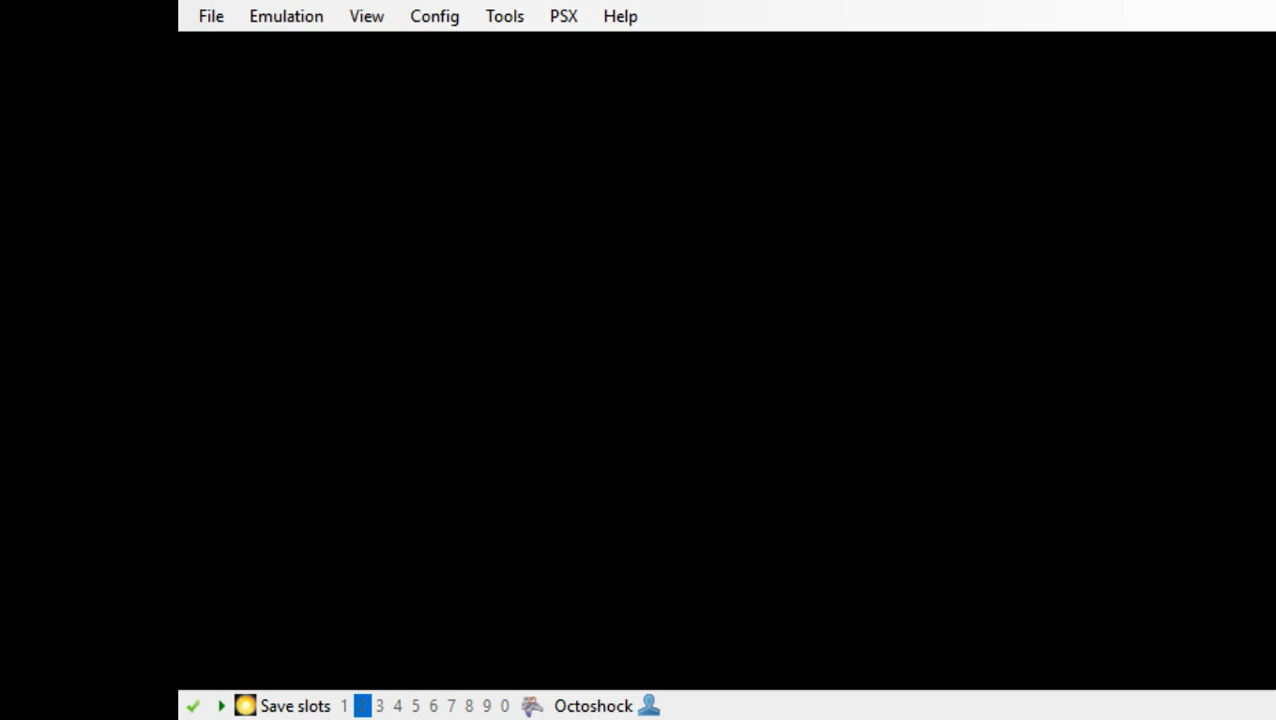 File Emulation View Config Tools PSX Help
Save slots 1 3 4 5 6 7 8 9 0 Octoshock